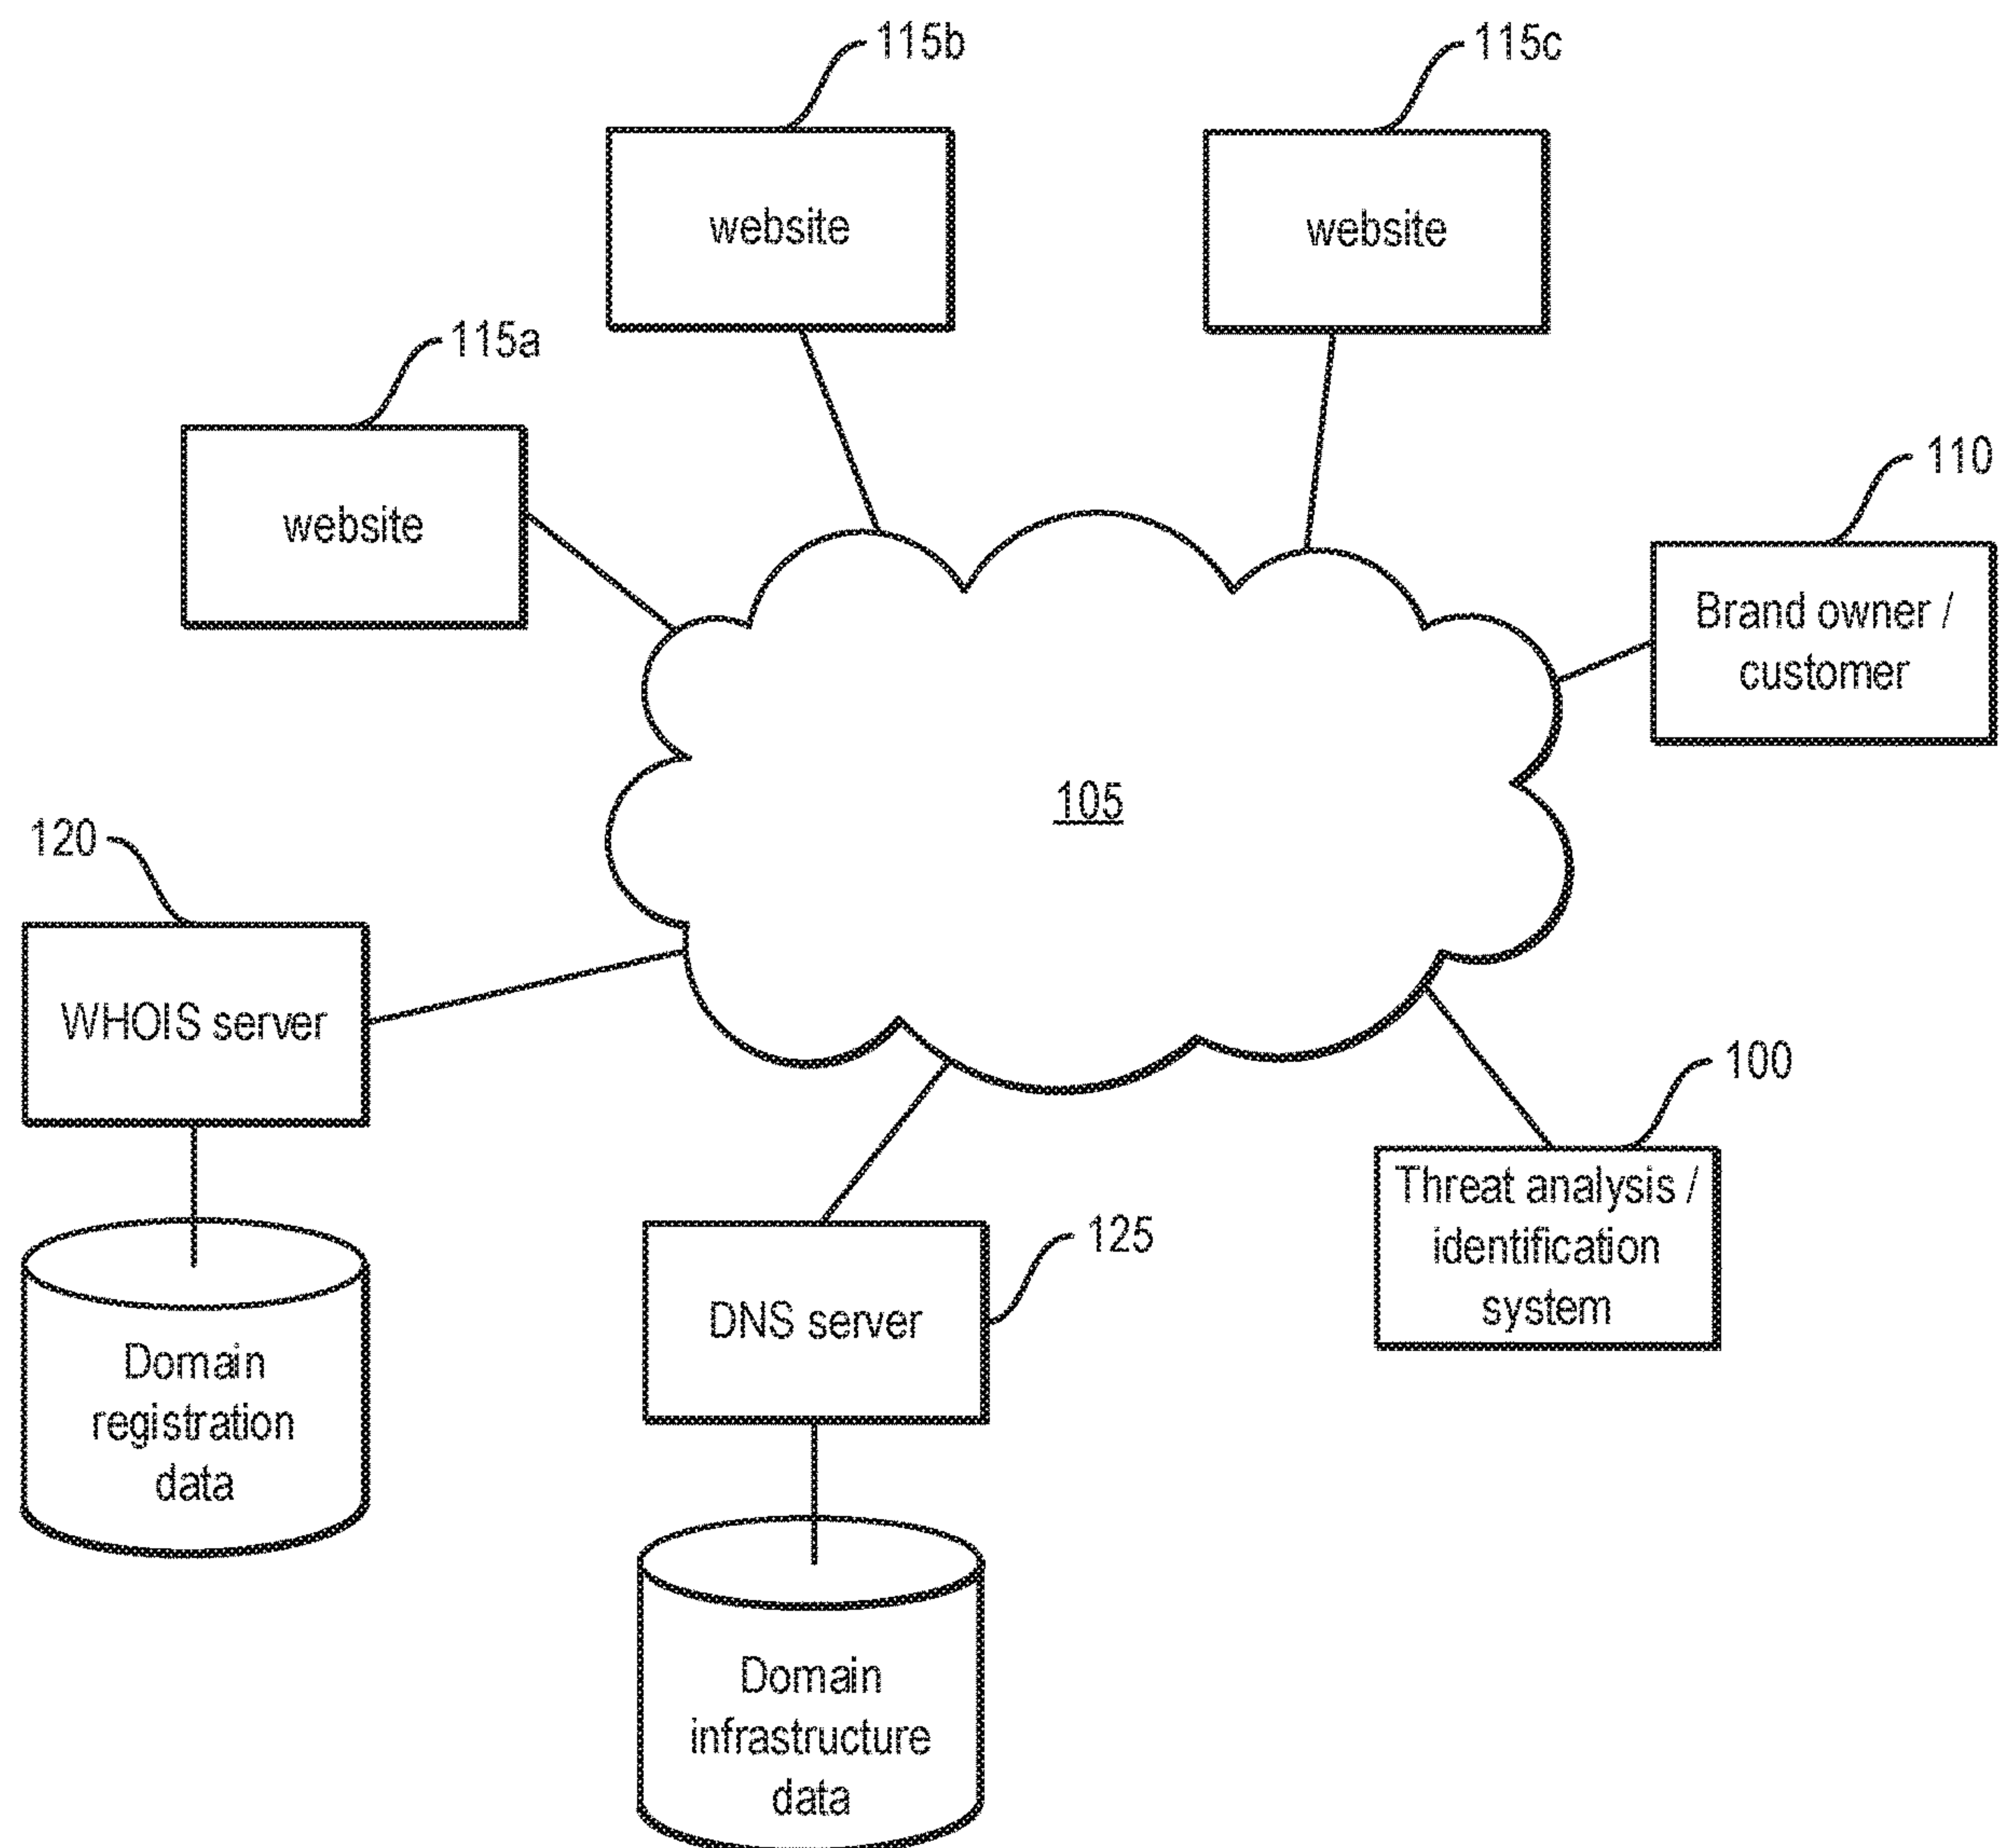 115b
115c
website
website
115a
website
110
Brand owner /
customer
105
120
WHOIS server
100
Threat analysis /
identification
system
125
DNS server
Domain
registration
data
Domain
infrastructure
data